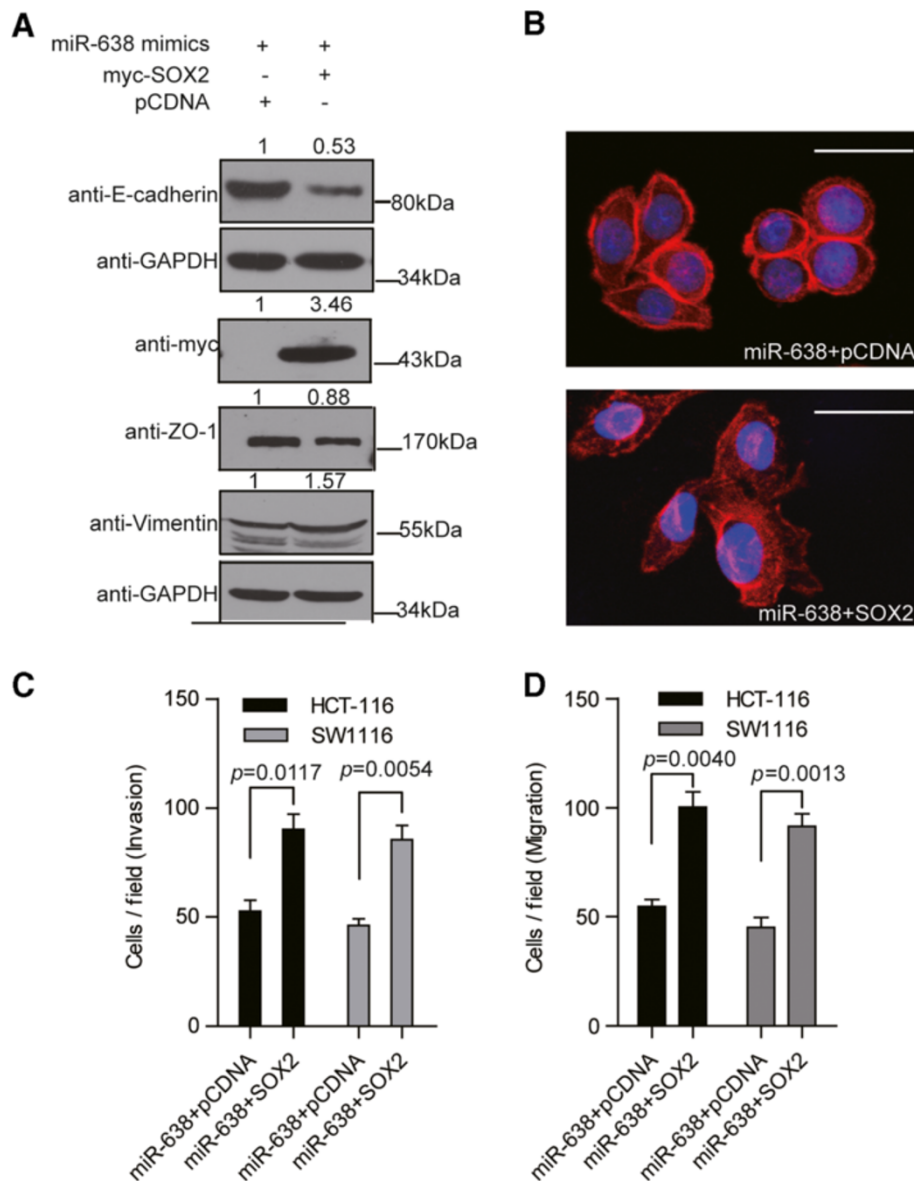 A
miR-638 mimics + +
myc-SOX2 - +
pCDNA + -
1 0.53
anti-E-cadherin
80kDa
anti-GAPDH
34kDa
1 3.46
anti-myc
43kDa
1 0.88
anti-ZO-1
170kDa
1 1.57
anti-Vimentin
55kDa
anti-GAPDH
34kDa
B
miR-638+pCDNA
miR-638+SOX2
C
HCT-116
SW1116
p=0.0117
p=0.0054
150
100
50
0
Cells / field (Invasion)
miR-638+pCDNA
miR-638+SOX2
miR-638+pCDNA
miR-638+SOX2
D
HCT-116
SW1116
p=0.0040
p=0.0013
150
100
50
0
Cells / field (Migration)
miR-638+pCDNA
miR-638+SOX2
miR-638+pCDNA
miR-638+SOX2